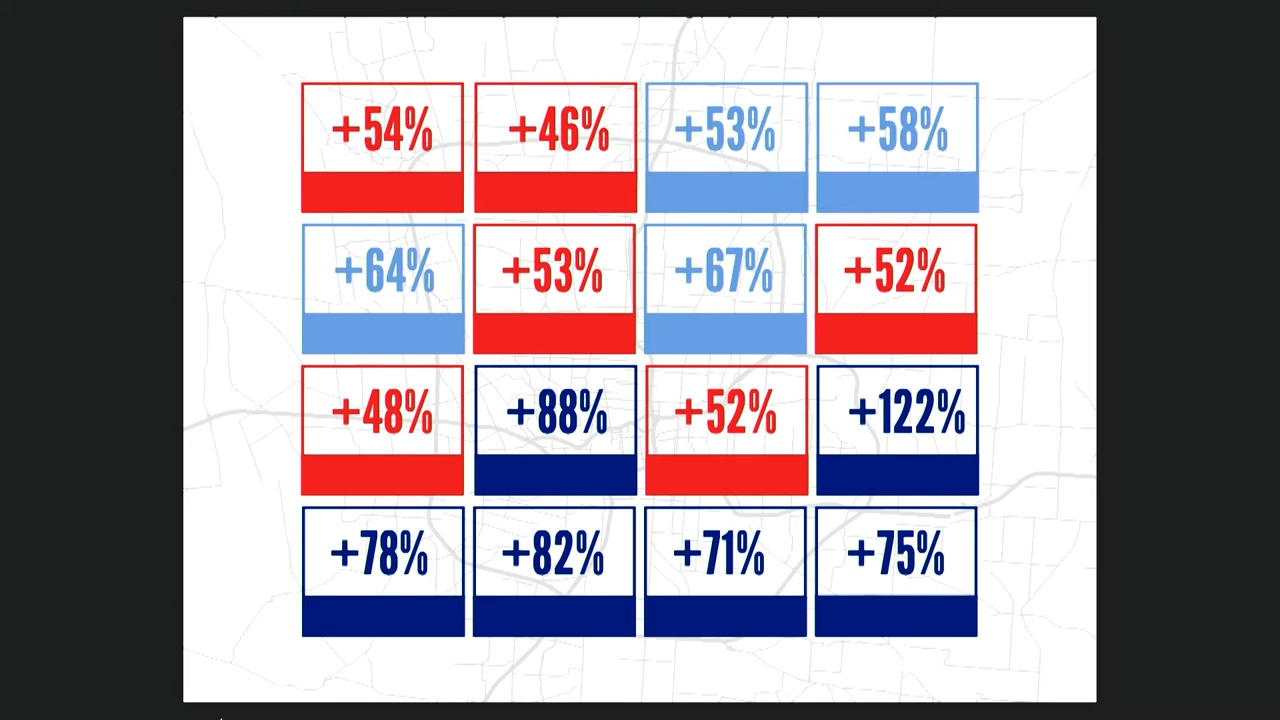 +54% +46% +53% +58%
+64% +53% +67% +52%
+48% +88% +52% +122%
+78% +82% +71% +75%